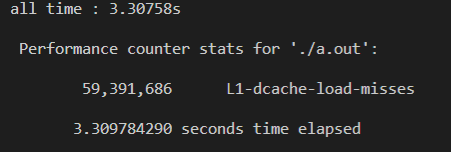 all time : 3.30758s
Performance counter stats for './a.out':
59,391,686 L1-dcache-load-misses
3.309784290 seconds time elapsed